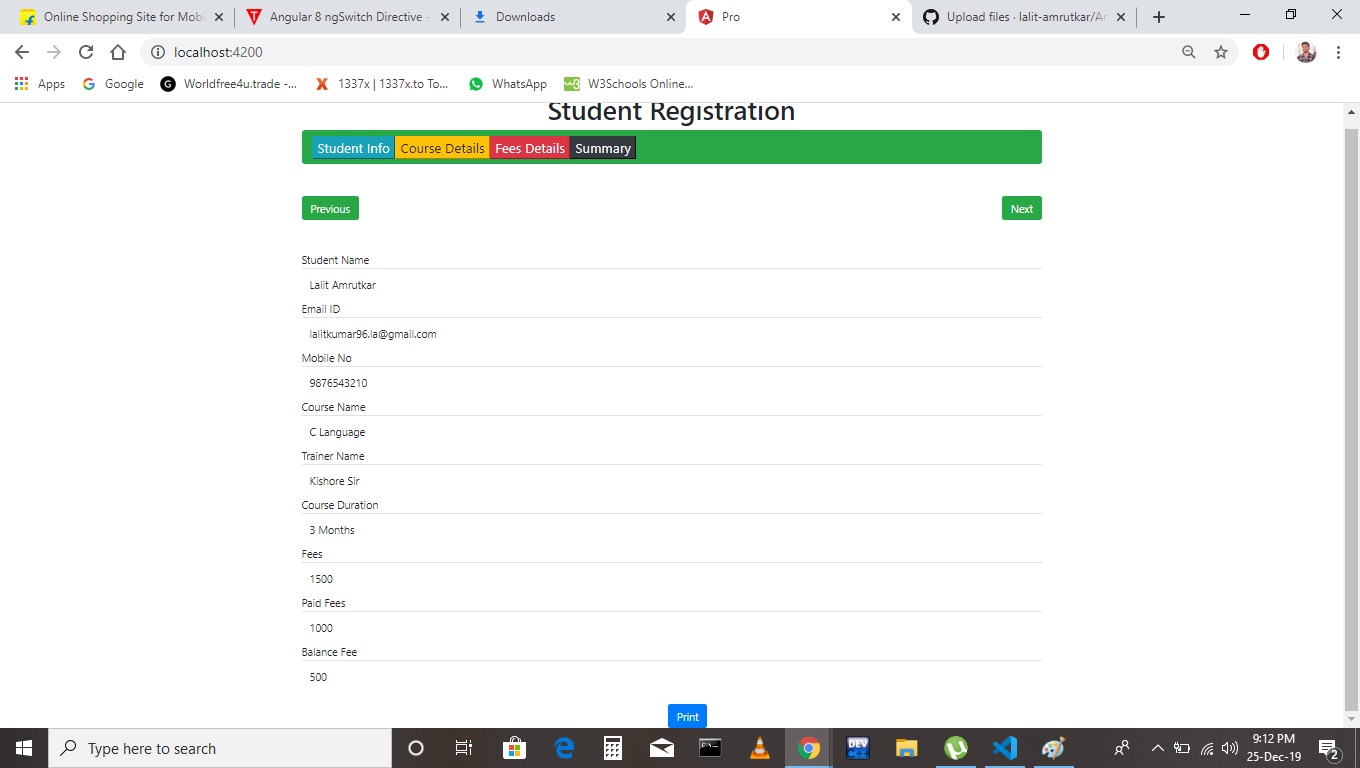 Online Shopping Site for Mobi
Angular 8 ngSwitch Directive -
Downloads
Pro
Upload files · lalit-amrutkar/An
localhost:4200
Apps
Google
Worldfree4u.trade -...
1337x | 1337x.to To...
WhatsApp
W3Schools Online...
Student Registration
Student Info Course Details Fees Details Summary
Previous Next
Student Name
Lalit Amrutkar
Email ID
lalitkumar96.la@gmail.com
Mobile No
9876543210
Course Name
C Language
Trainer Name
Kishore Sir
Course Duration
3 Months
Fees
1500
Paid Fees
1000
Balance Fee
500
Print
Type here to search
DEV
9:12 PM
25-Dec-19
2